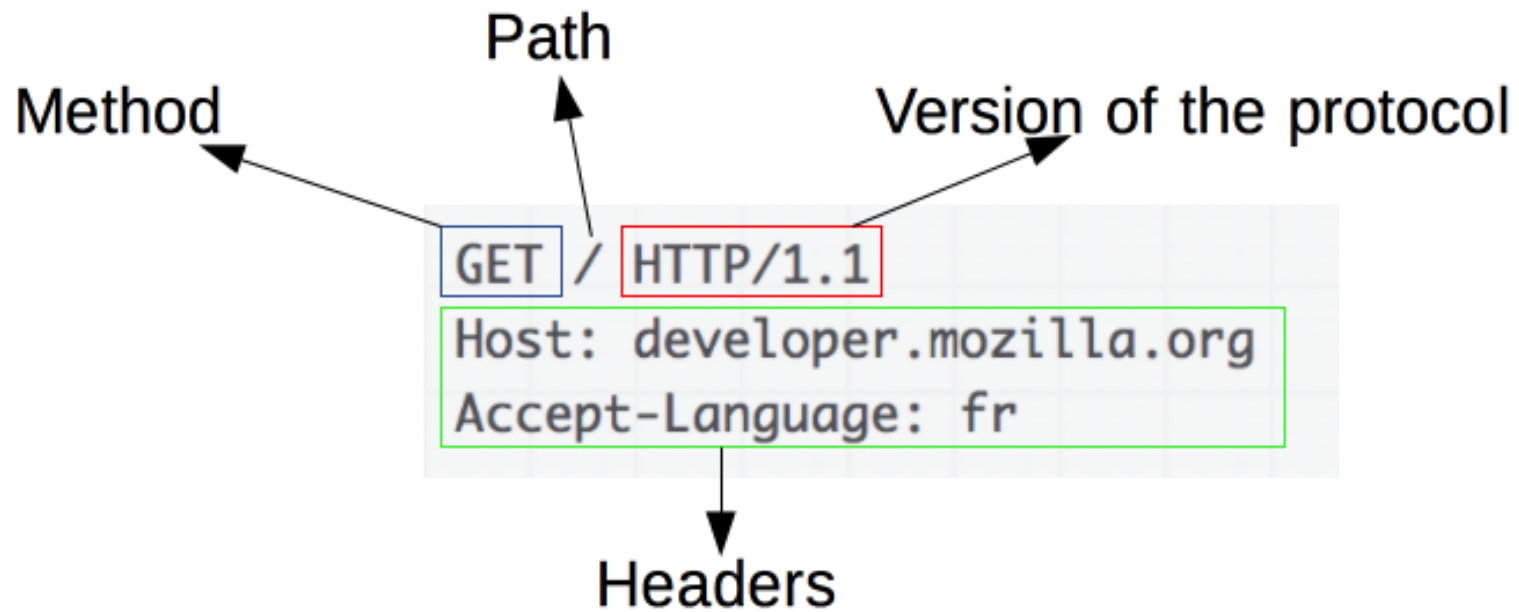 Path
Method
Version of the protocol
GET / HTTP/1.1
Host: developer.mozilla.org
Accept-Language: fr
Headers